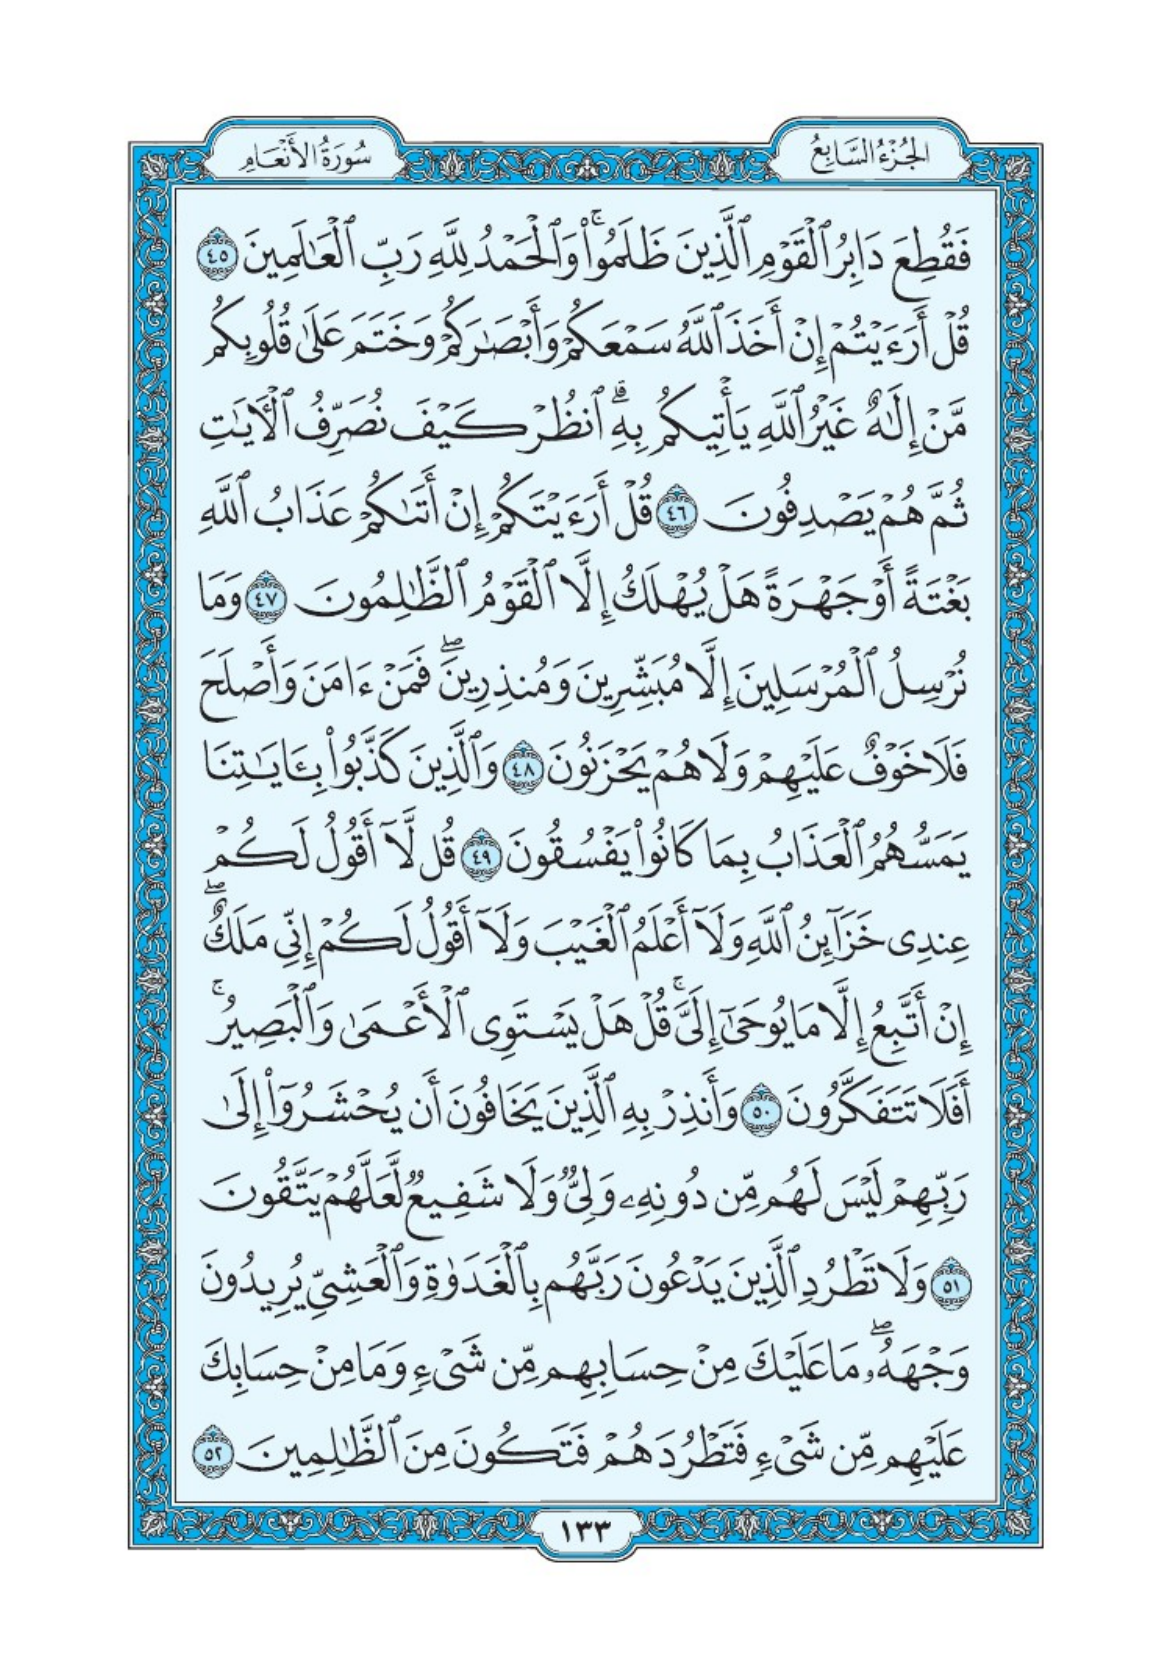 الجُزْءُ السَّابِعُ
سُورَةُ الأَنْعَام
فَقُطِعَ دَابِرُ ٱلْقَوْمِ ٱلَّذِينَ ظَلَمُوا۟ۚ وَٱلْحَمْدُ لِلَّهِ رَبِّ ٱلْعَٰلَمِينَ ٤٥
قُلْ أَرَءَيْتُمْ إِنْ أَخَذَ ٱللَّهُ سَمْعَكُمْ وَأَبْصَٰرَكُمْ وَخَتَمَ عَلَىٰ قُلُوبِكُم
مَّنْ إِلَٰهٌ غَيْرُ ٱللَّهِ يَأْتِيكُم بِهِۗ ٱنظُرْ كَيْفَ نُصَرِّفُ ٱلْءَايَٰتِ
ثُمَّ هُمْ يَصْدِفُونَ ٤٦ قُلْ أَرَءَيْتَكُمْ إِنْ أَتَىٰكُمْ عَذَابُ ٱللَّهِ
بَغْتَةً أَوْ جَهْرَةً هَلْ يُهْلَكُ إِلَّا ٱلْقَوْمُ ٱلظَّٰلِمُونَ ٤٧ وَمَا
نُرْسِلُ ٱلْمُرْسَلِينَ إِلَّا مُبَشِّرِينَ وَمُنذِرِينَۖ فَمَنْ ءَامَنَ وَأَصْلَحَ
فَلَا خَوْفٌ عَلَيْهِمْ وَلَا هُمْ يَحْزَنُونَ ٤٨ وَٱلَّذِينَ كَذَّبُوا۟ بِـَٔايَٰتِنَا
يَمَسُّهُمُ ٱلْعَذَابُ بِمَا كَانُوا۟ يَفْسُقُونَ ٤٩ قُل لَّآ أَقُولُ لَكُمْ
عِندِى خَزَآئِنُ ٱللَّهِ وَلَآ أَعْلَمُ ٱلْغَيْبَ وَلَآ أَقُولُ لَكُمْ إِنِّى مَلَكٌۖ
إِنْ أَتَّبِعُ إِلَّا مَا يُوحَىٰٓ إِلَىَّۚ قُلْ هَلْ يَسْتَوِى ٱلْأَعْمَىٰ وَٱلْبَصِيرُۚ
أَفَلَا تَتَفَكَّرُونَ ٥٠ وَأَنذِرْ بِهِ ٱلَّذِينَ يَخَافُونَ أَن يُحْشَرُوٓا۟ إِلَىٰ
رَبِّهِمْ لَيْسَ لَهُم مِّن دُونِهِۦ وَلِىٌّ وَلَا شَفِيعٌ لَّعَلَّهُمْ يَتَّقُونَ
٥١ وَلَا تَطْرُدِ ٱلَّذِينَ يَدْعُونَ رَبَّهُم بِٱلْغَدَوٰةِ وَٱلْعَشِىِّ يُرِيدُونَ
وَجْهَهُۥۖ مَا عَلَيْكَ مِنْ حِسَابِهِم مِّن شَىْءٍ وَمَا مِنْ حِسَابِكَ
عَلَيْهِم مِّن شَىْءٍ فَتَطْرُدَهُمْ فَتَكُونَ مِنَ ٱلظَّٰلِمِينَ ٥٢
١٣٣